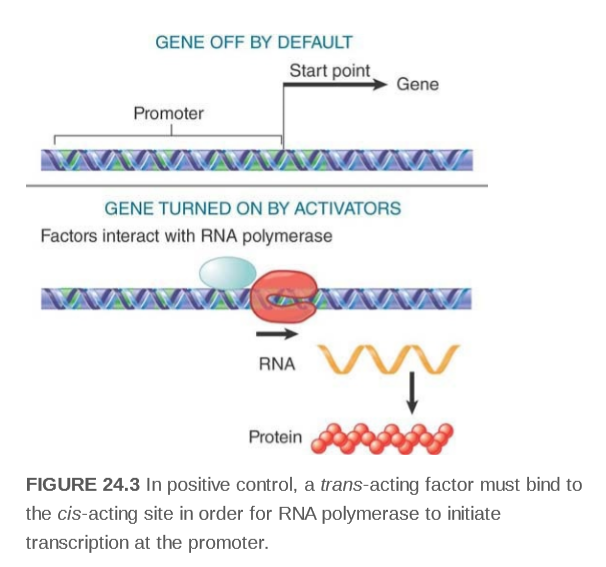 GENE OFF BY DEFAULT
Start point
Gene
Promoter
GENE TURNED ON BY ACTIVATORS
Factors interact with RNA polymerase
RNA
Protein
FIGURE 24.3 In positive control, a trans-acting factor must bind to
the cis-acting site in order for RNA polymerase to initiate
transcription at the promoter.